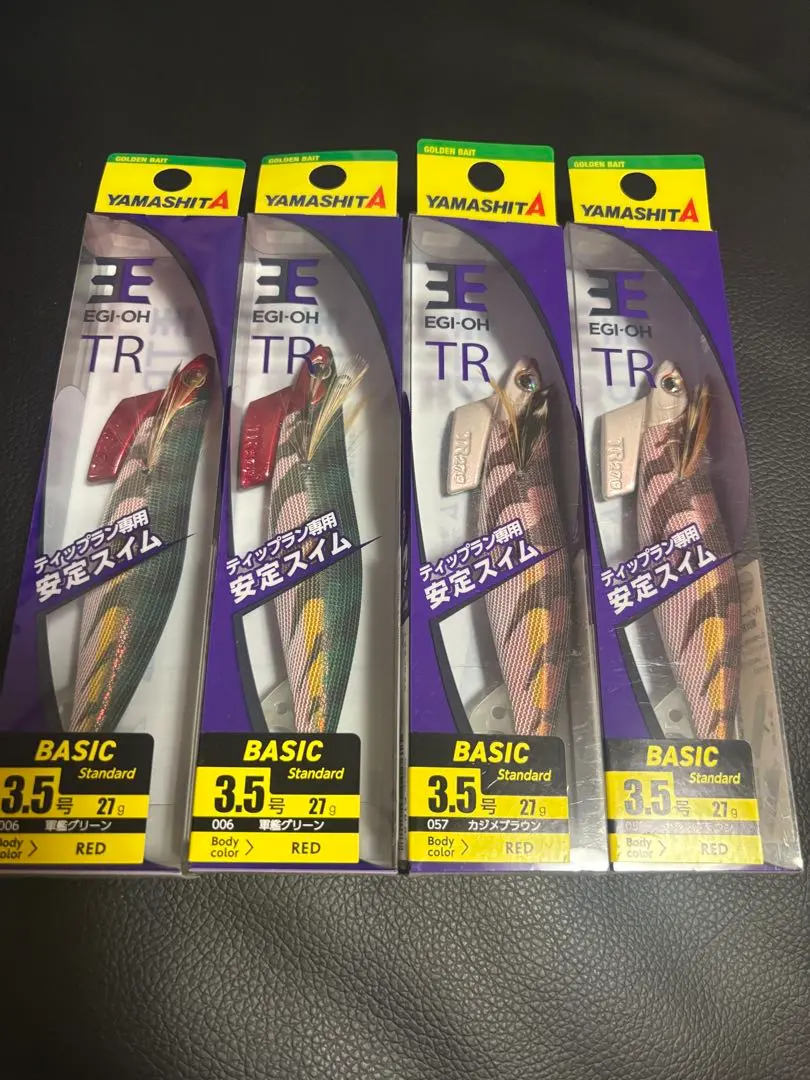 GOLDEN BAIT
YAMASHITA
EGI-OH
TR
ティップラン専用
安定スイム
BASIC
Standard
3.5号 27g
006 軍艦グリーン
Body color > RED
GOLDEN BAIT
YAMASHITA
EGI-OH
TR
ティップラン専用
安定スイム
BASIC
Standard
3.5号 27g
006 軍艦グリーン
Body color > RED
GOLDEN BAIT
YAMASHITA
EGI-OH
TR
TR-27g
ティップラン専用
安定スイム
BASIC
Standard
3.5号 27g
057 カジメブラウン
Body color > RED
GOLDEN BAIT
YAMASHITA
EGI-OH
TR
TR-27g
ティップラン専用
安定スイム
BASIC
Standard
3.5号 27g
Body color > RED